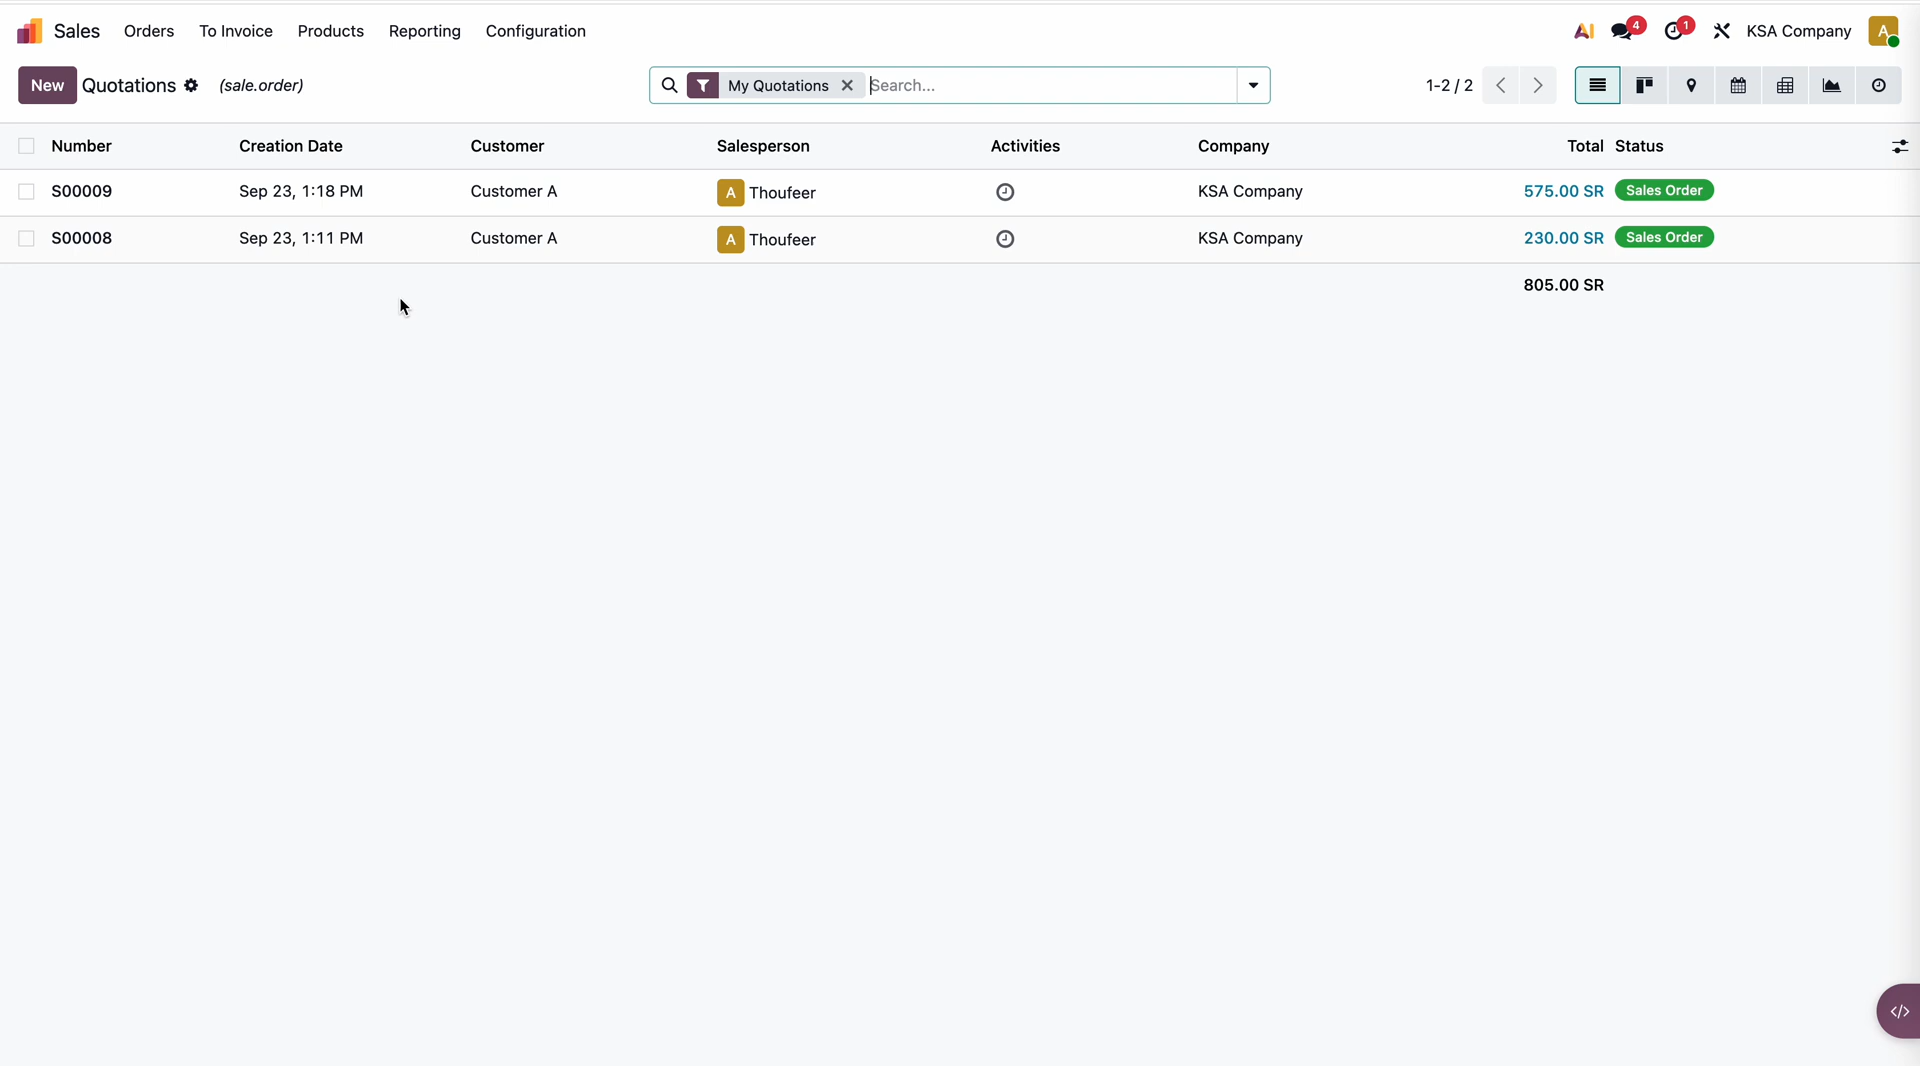 Sales Orders To Invoice Products Reporting Configuration AI 4 1 KSA Company A
New Quotations (sale.order) My Quotations Search... 1-2 / 2
Number Creation Date Customer Salesperson Activities Company Total Status
S00009 Sep 23, 1:18 PM Customer A A Thoufeer KSA Company 575.00 SR Sales Order
S00008 Sep 23, 1:11 PM Customer A A Thoufeer KSA Company 230.00 SR Sales Order
805.00 SR